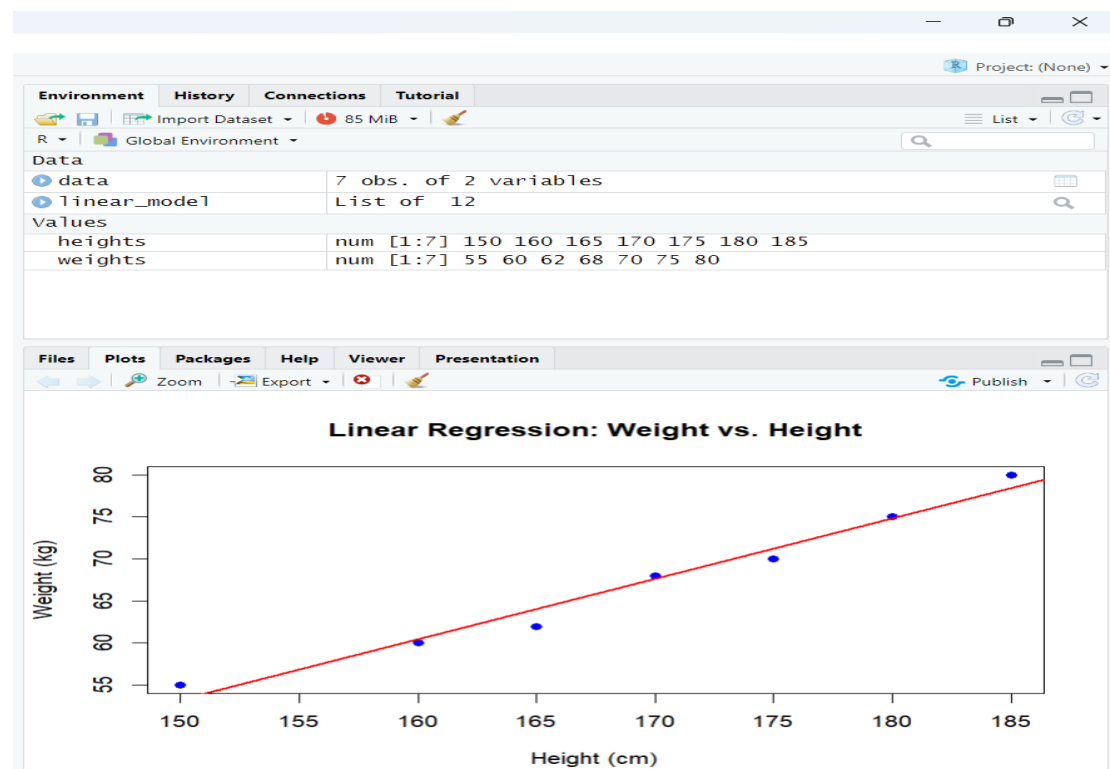 Project: (None)
Environment History Connections Tutorial
Import Dataset 85 MiB List
R Global Environment
Data
data 7 obs. of 2 variables
linear_model List of 12
Values
heights num [1:7] 150 160 165 170 175 180 185
weights num [1:7] 55 60 62 68 70 75 80
Files Plots Packages Help Viewer Presentation
Zoom Export Publish
Linear Regression: Weight vs. Height
Weight (kg)
80
75
70
65
60
55
150 155 160 165 170 175 180 185
Height (cm)